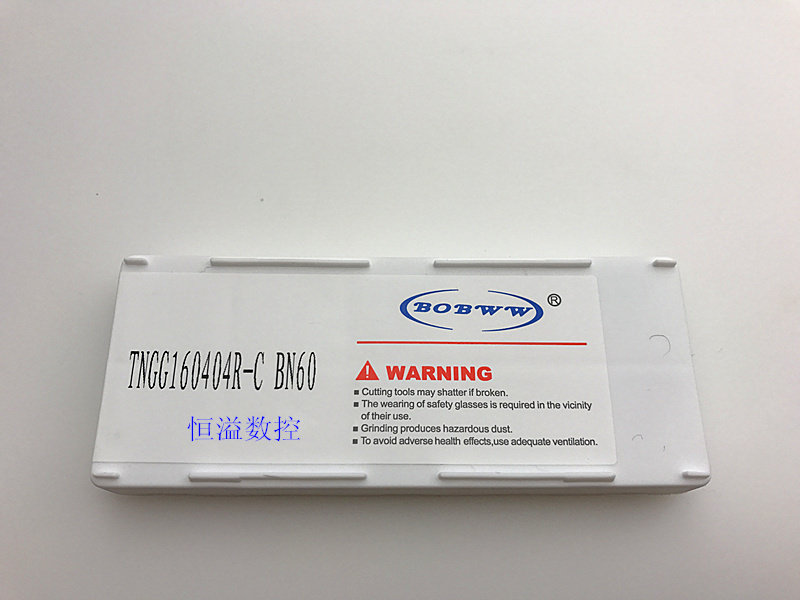 BOBWW®
TNGG160404R-C BN60
恒溢数控
WARNING
■ Cutting tools may shatter if broken.
■ The wearing of safety glasses is required in the vicinity
of their use.
■ Grinding produces hazardous dust.
■ To avoid adverse health effects,use adequate ventilation.